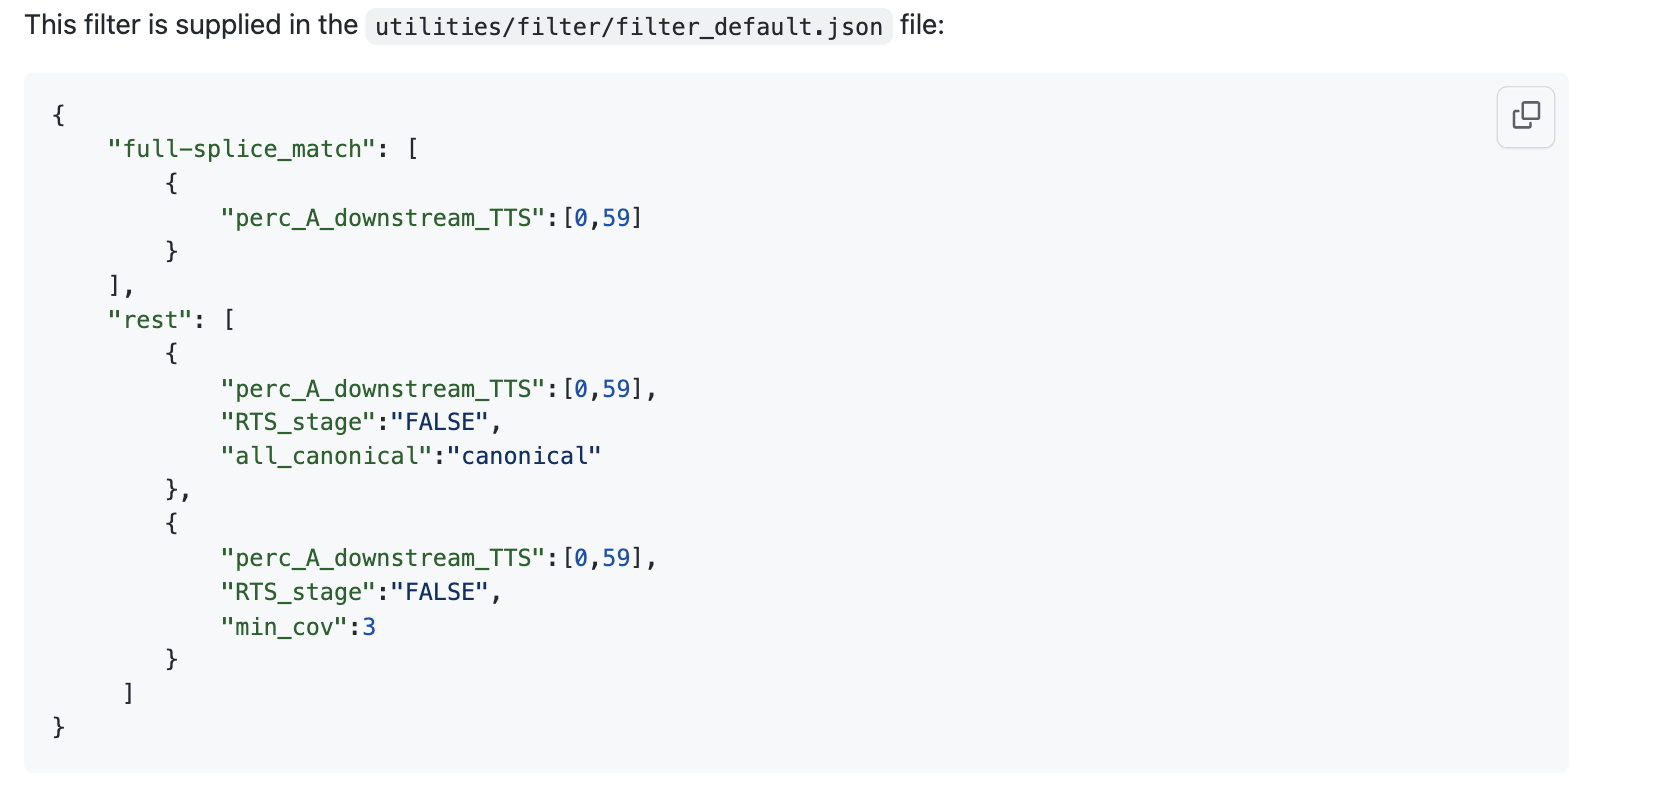 This filter is supplied in the utilities/filter/filter_default.json file:
{
    "full-splice_match": [
        {
            "perc_A_downstream_TTS":[0,59]
        }
    ],
    "rest": [
        {
            "perc_A_downstream_TTS":[0,59],
            "RTS_stage":"FALSE",
            "all_canonical":"canonical"
        },
        {
            "perc_A_downstream_TTS":[0,59],
            "RTS_stage":"FALSE",
            "min_cov":3
        }
     ]
}